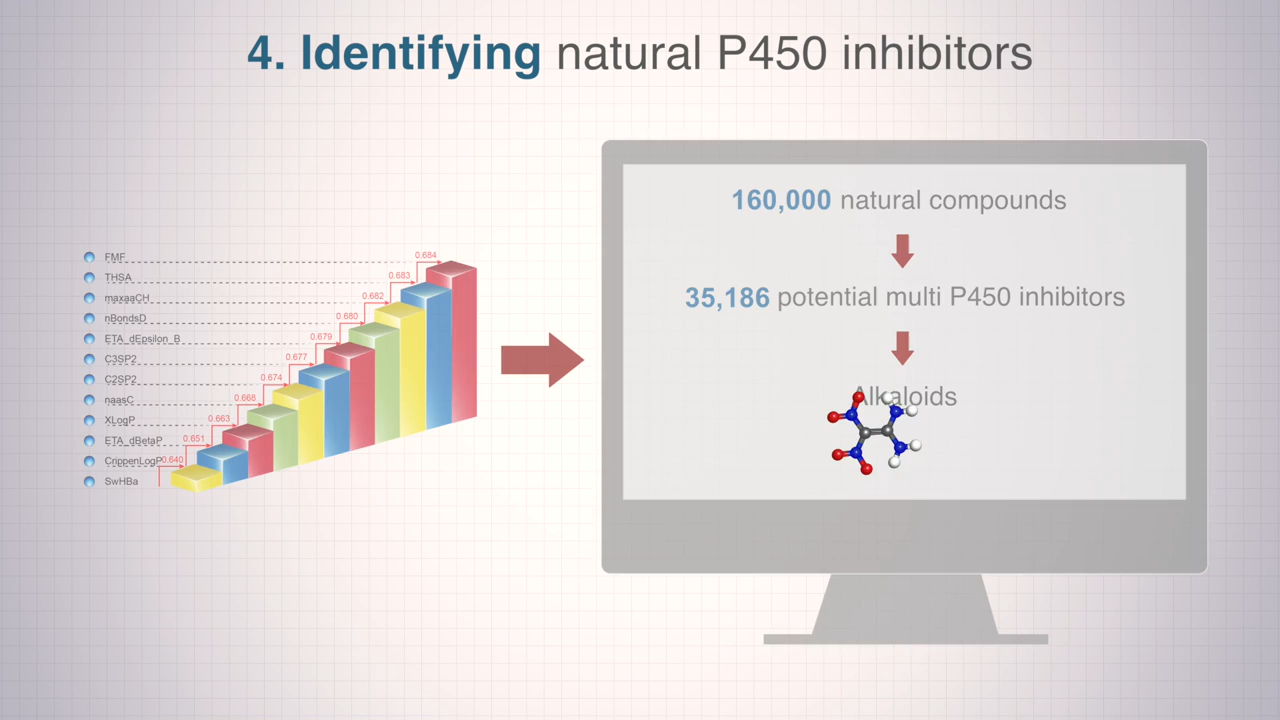 4. Identifying natural P450 inhibitors
160,000 natural compounds
35,186 potential multi P450 inhibitors
Alkaloids
FMF
0.684
THSA
0.683
maxaaCH
0.682
nBondsD
0.680
ETA_dEpsilon_B
0.679
C3SP2
0.677
C2SP2
0.674
naasC
0.668
XLogP
0.663
ETA_dBetaP
0.651
CrippenLogP
0.640
SwHBa